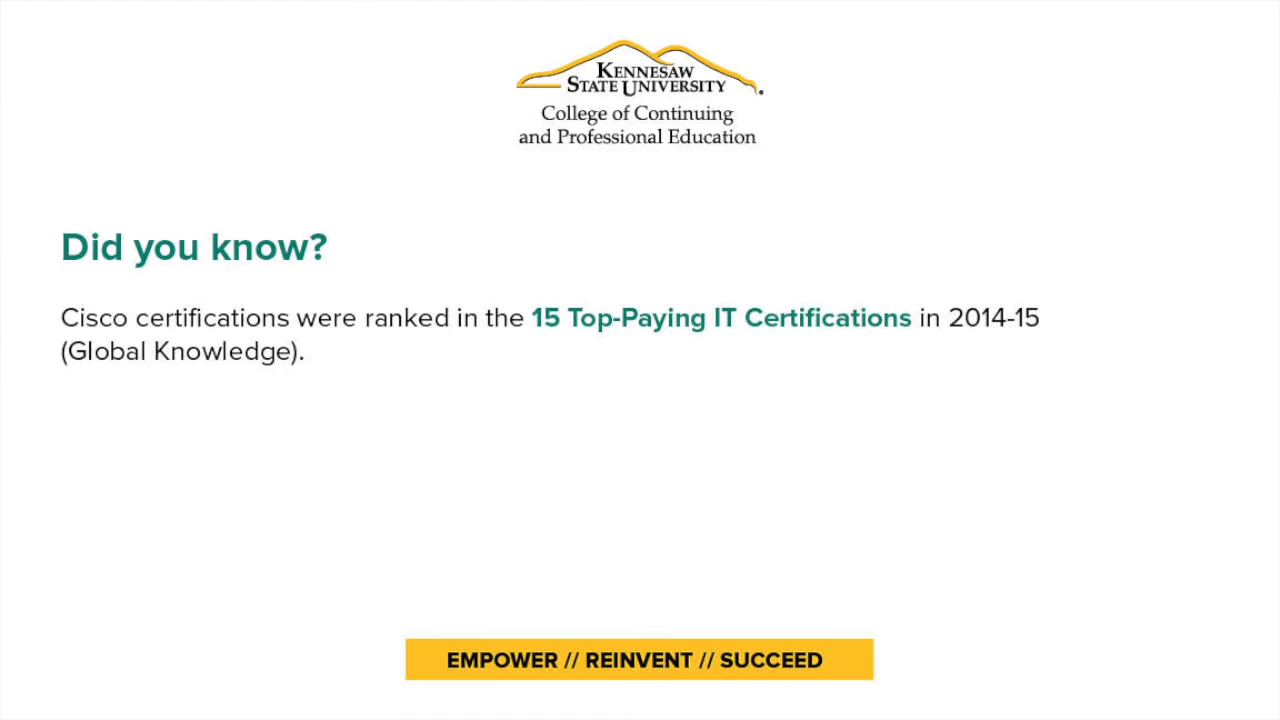 KENNESAW
STATE UNIVERSITY
College of Continuing
and Professional Education
Did you know?
Cisco certifications were ranked in the 15 Top-Paying IT Certifications in 2014-15
(Global Knowledge).
EMPOWER // REINVENT // SUCCEED